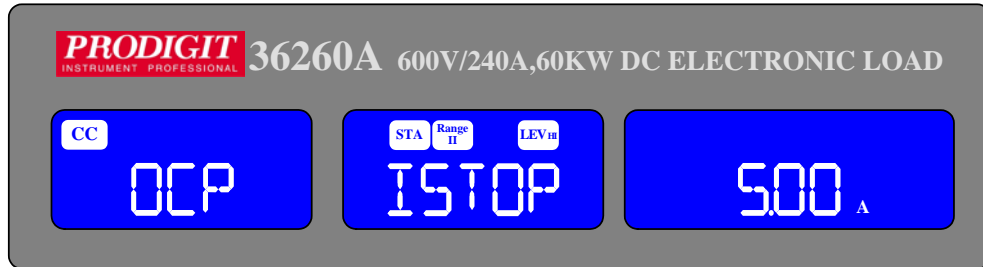 PRODIGIT
INSTRUMENT PROFESSIONAL
36260A 600V/240A,60KW DC ELECTRONIC LOAD
CC
STA Range II LEV HI
OCP ISTOP 5.00 A